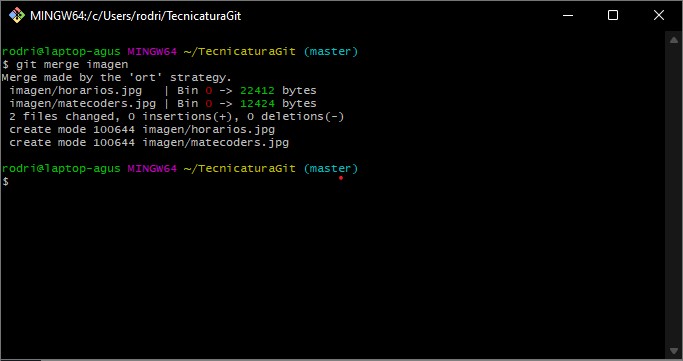 MINGW64:/c/Users/rodri/TecnicaturaGit
rodri@laptop-agus MINGW64 ~/TecnicaturaGit (master)
$ git merge imagen
Merge made by the 'ort' strategy.
 imagen/horarios.jpg   | Bin 0 -> 22412 bytes
 imagen/matecoders.jpg | Bin 0 -> 12424 bytes
 2 files changed, 0 insertions(+), 0 deletions(-)
 create mode 100644 imagen/horarios.jpg
 create mode 100644 imagen/matecoders.jpg
rodri@laptop-agus MINGW64 ~/TecnicaturaGit (master)
$